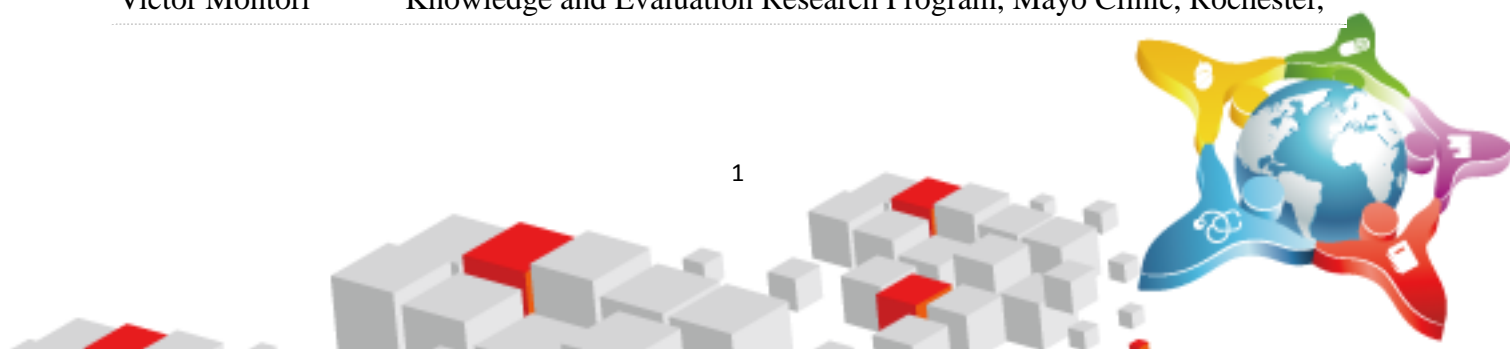 Victor Montori Knowledge and Evaluation Research Program, Mayo Clinic, Rochester,
1